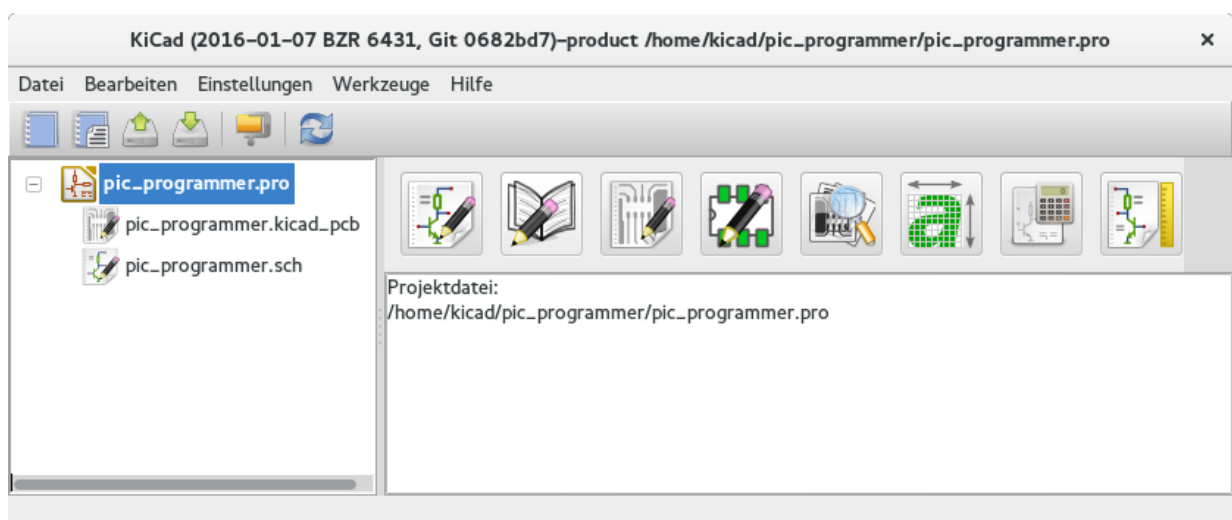 KiCad (2016-01-07 BZR 6431, Git 0682bd7)-product /home/kicad/pic_programmer/pic_programmer.pro
Datei Bearbeiten Einstellungen Werkzeuge Hilfe
pic_programmer.pro
pic_programmer.kicad_pcb
pic_programmer.sch
Projektdatei:
/home/kicad/pic_programmer/pic_programmer.pro